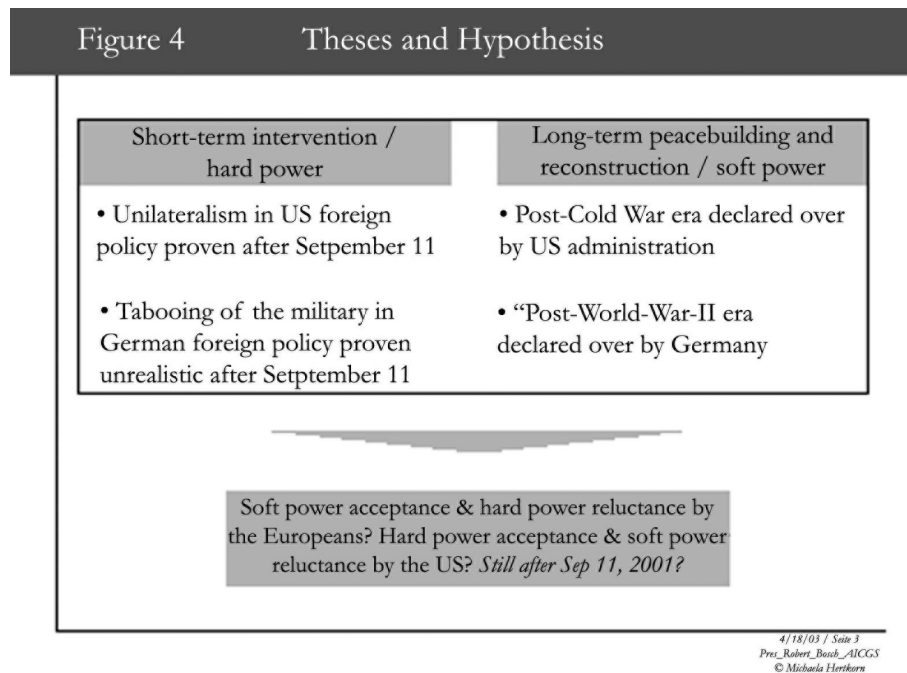 Figure 4 Theses and Hypothesis
Short-term intervention /
hard power
• Unilateralism in US foreign
policy proven after Setpember 11
• Tabooing of the military in
German foreign policy proven
unrealistic after Setptember 11
Long-term peacebuilding and
reconstruction / soft power
• Post-Cold War era declared over
by US administration
• “Post-World-War-II era
declared over by Germany
Soft power acceptance & hard power reluctance by
the Europeans? Hard power acceptance & soft power
reluctance by the US? Still after Sep 11, 2001?
4/18/03 / Seite 3
Pres_Robert_Bosch_AICGS
© Michaela Hertkorn